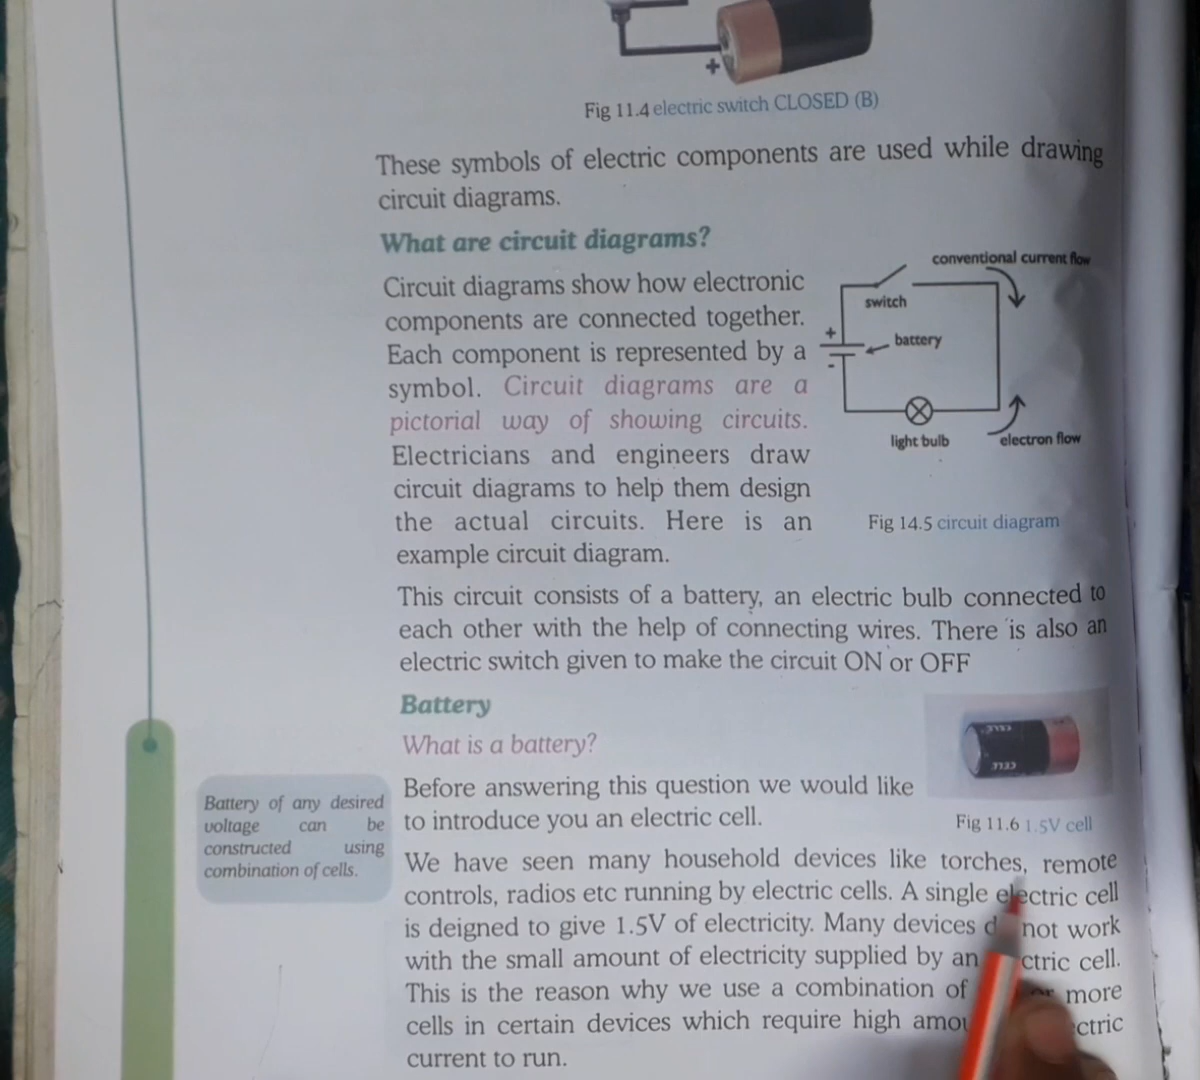 +
Fig 11.4 electric switch CLOSED (B)
These symbols of electric components are used while drawing
circuit diagrams.
What are circuit diagrams?
Circuit diagrams show how electronic
components are connected together.
Each component is represented by a
symbol. Circuit diagrams are a
pictorial way of showing circuits.
Electricians and engineers draw
circuit diagrams to help them design
the actual circuits. Here is an
example circuit diagram.
conventional current flow
switch
+
battery
-
light bulb
electron flow
Fig 14.5 circuit diagram
This circuit consists of a battery, an electric bulb connected to
each other with the help of connecting wires. There is also an
electric switch given to make the circuit ON or OFF
Battery
What is a battery?
Before answering this question we would like
to introduce you an electric cell.
CELL
CELL
Fig 11.6 1.5V cell
Battery of any desired
voltage can be
constructed using
combination of cells.
We have seen many household devices like torches, remote
controls, radios etc running by electric cells. A single electric cell
is deigned to give 1.5V of electricity. Many devices not work
with the small amount of electricity supplied by an cell.
This is the reason why we use a combination of more
cells in certain devices which require high
current to run.